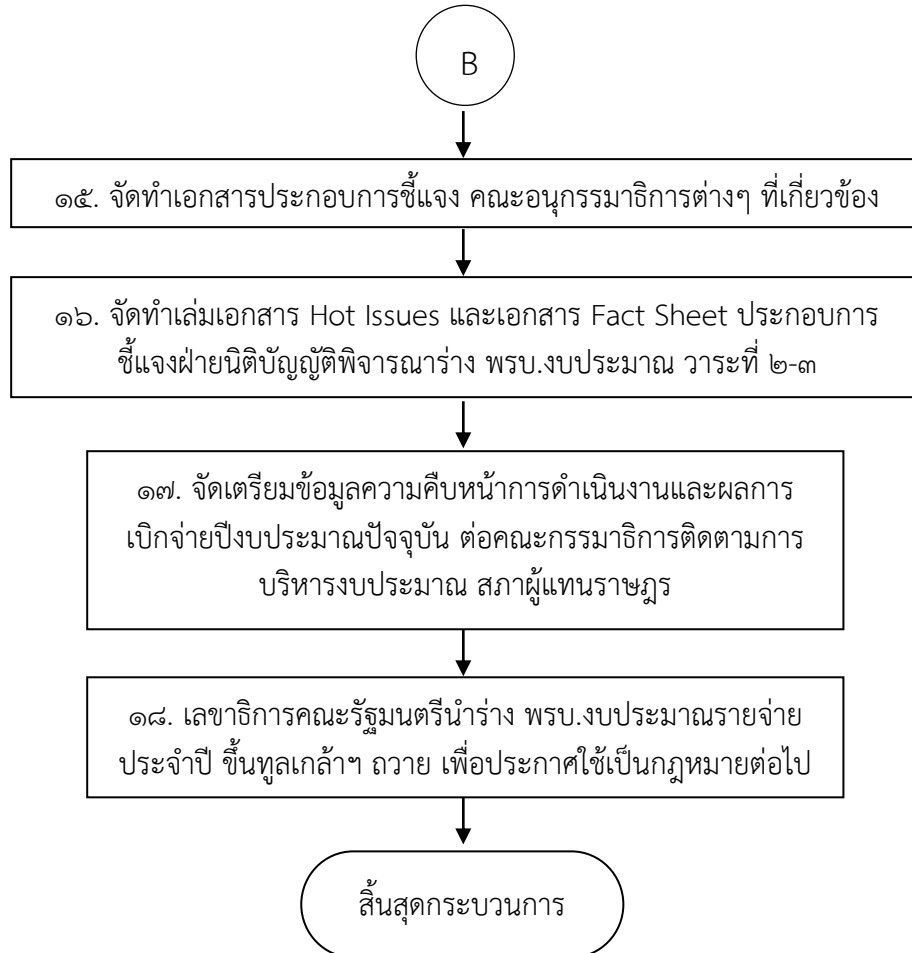 B
๑๕. จัดทำเอกสารประกอบการชี้แจง คณะอนุกรรมาธิการต่างๆ ที่เกี่ยวข้อง
๑๖. จัดทำเล่มเอกสาร Hot Issues และเอกสาร Fact Sheet ประกอบการ
ชี้แจงฝ่ายนิติบัญญัติพิจารณาร่าง พรบ.งบประมาณ วาระที่ ๒-๓
๑๗. จัดเตรียมข้อมูลความคืบหน้าการดำเนินงานและผลการ
เบิกจ่ายปีงบประมาณปัจจุบัน ต่อคณะกรรมาธิการติดตามการ
บริหารงบประมาณ สภาผู้แทนราษฎร
๑๘. เลขาธิการคณะรัฐมนตรีนำร่าง พรบ.งบประมาณรายจ่าย
ประจำปี ขึ้นทูลเกล้าฯ ถวาย เพื่อประกาศใช้เป็นกฎหมายต่อไป
สิ้นสุดกระบวนการ